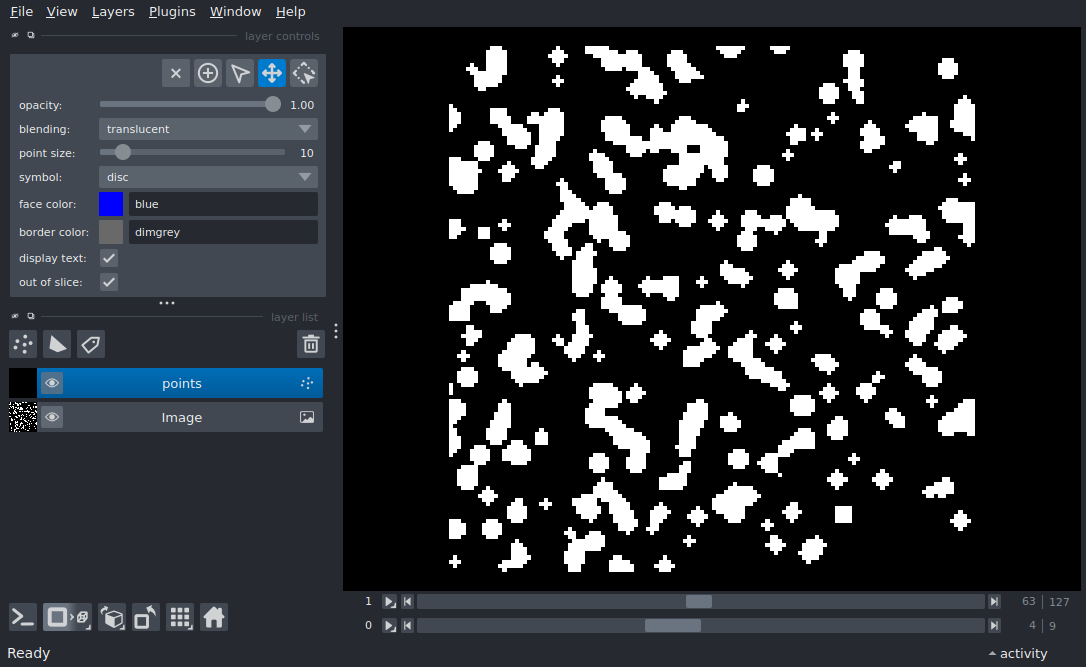 File View Layers Plugins Window Help
layer controls
opacity: 1.00
blending: translucent
point size: 10
symbol: disc
face color: blue
border color: dimgrey
display text:
out of slice:
layer list
points
Image
1 63 127
0 4 9
Ready activity